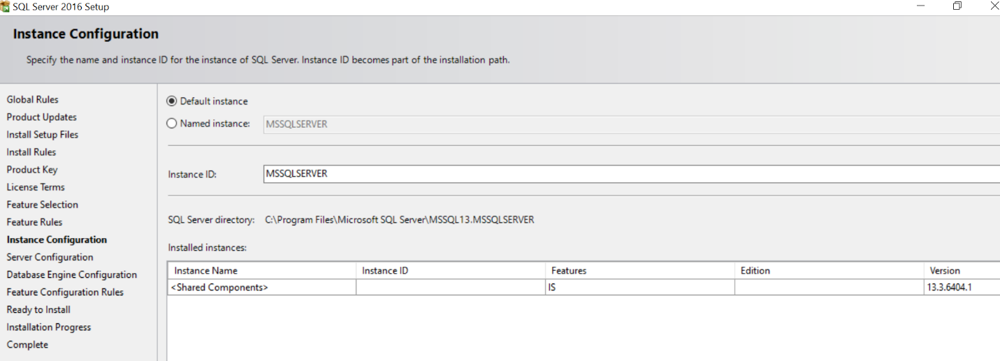 SQL Server 2016 Setup
Instance Configuration
Specify the name and instance ID for the instance of SQL Server. Instance ID becomes part of the installation path.
Global Rules
Product Updates
Install Setup Files
Install Rules
Product Key
License Terms
Feature Selection
Feature Rules
Instance Configuration
Server Configuration
Database Engine Configuration
Feature Configuration Rules
Ready to Install
Installation Progress
Complete
Default instance
Named instance: MSSQLSERVER
Instance ID: MSSQLSERVER
SQL Server directory: C:\Program Files\Microsoft SQL Server\MSSQL13.MSSQLSERVER
Installed instances:
Instance Name Instance ID Features Edition Version
<Shared Components> IS 13.3.6404.1